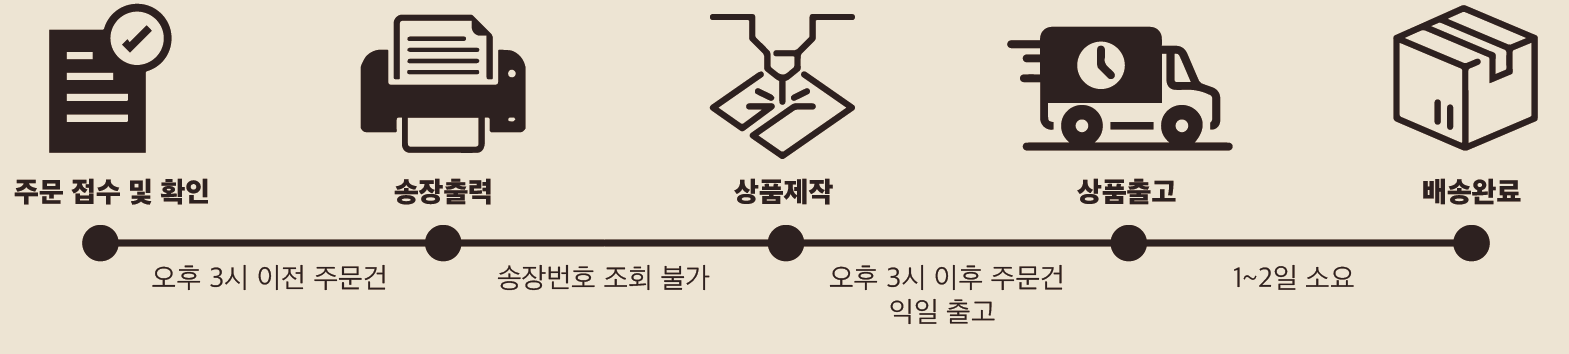 주문 접수 및 확인
송장출력
상품제작
상품출고
배송완료
오후 3시 이전 주문건
송장번호 조회 불가
오후 3시 이후 주문건
익일 출고
1~2일 소요